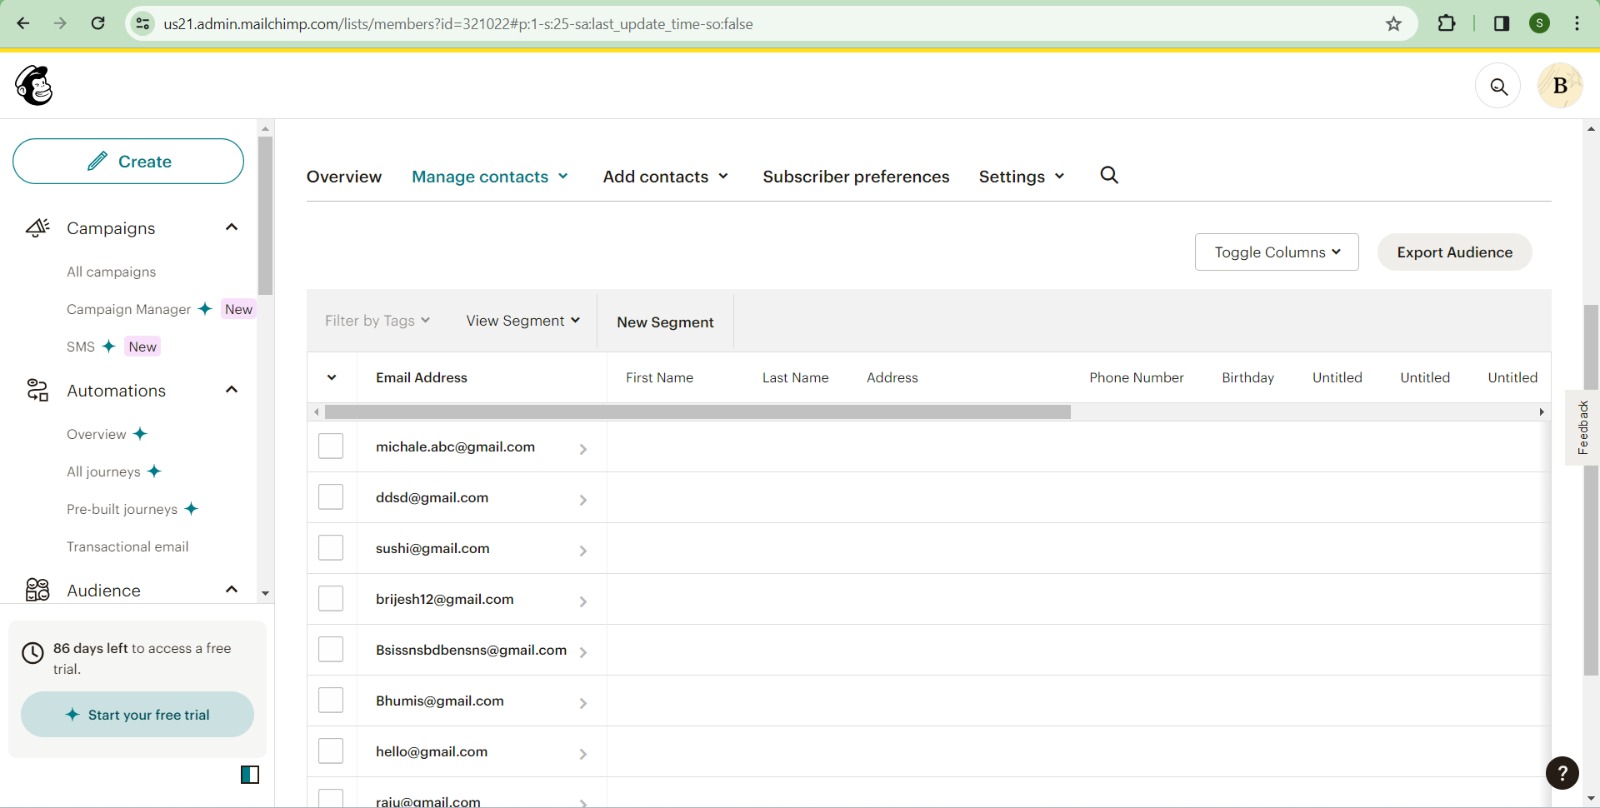 us21.admin.mailchimp.com/lists/members?id=321022#p:1-s:25-sa:last_update_time-so:false
S
B
Create
Campaigns
All campaigns
Campaign Manager New
SMS New
Automations
Overview
All journeys
Pre-built journeys
Transactional email
Audience
86 days left to access a free
trial.
Start your free trial
Overview Manage contacts Add contacts Subscriber preferences Settings
Toggle Columns Export Audience
Filter by Tags View Segment New Segment
Email Address First Name Last Name Address Phone Number Birthday Untitled Untitled Untitled
michale.abc@gmail.com
ddsd@gmail.com
sushi@gmail.com
brijesh12@gmail.com
Bsissnsbdbensns@gmail.com
Bhumis@gmail.com
hello@gmail.com
raju@gmail.com
Feedback
?